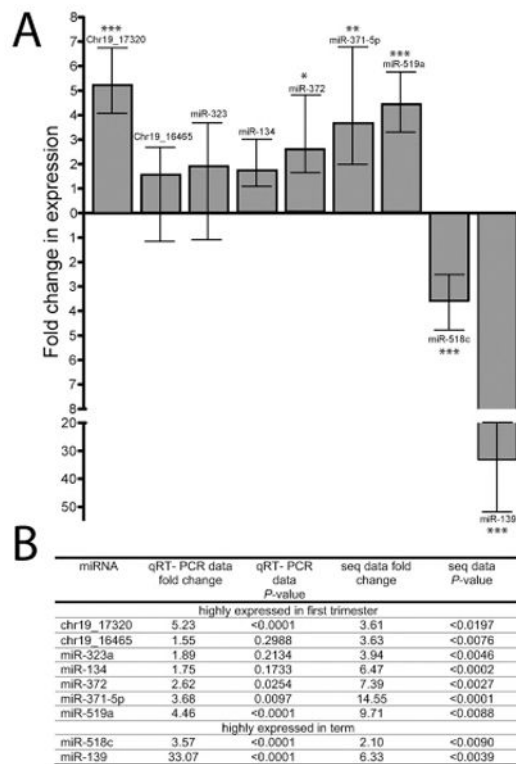 A
Fold change in expression
8
7
6
5
4
3
2
1
0
1
2
3
4
5
6
7
8
20
30
40
50
***
Chr19_17320
Chr19_16465
miR-323
miR-134
*
miR-372
**
miR-371-5p
***
miR-519a
miR-518c
***
miR-139
***
B
miRNA qRT- PCR data fold change qRT- PCR data P-value seq data fold change seq data P-value
highly expressed in first trimester
chr19_17320 5.23 <0.0001 3.61 <0.0197
chr19_16465 1.55 0.2988 3.63 <0.0076
miR-323a 1.89 0.2134 3.94 <0.0046
miR-134 1.75 0.1733 6.47 <0.0002
miR-372 2.62 0.0254 7.39 <0.0027
miR-371-5p 3.68 0.0097 14.55 <0.0001
miR-519a 4.46 <0.0001 9.71 <0.0088
highly expressed in term
miR-518c 3.57 <0.0001 2.10 <0.0090
miR-139 33.07 <0.0001 6.33 <0.0039